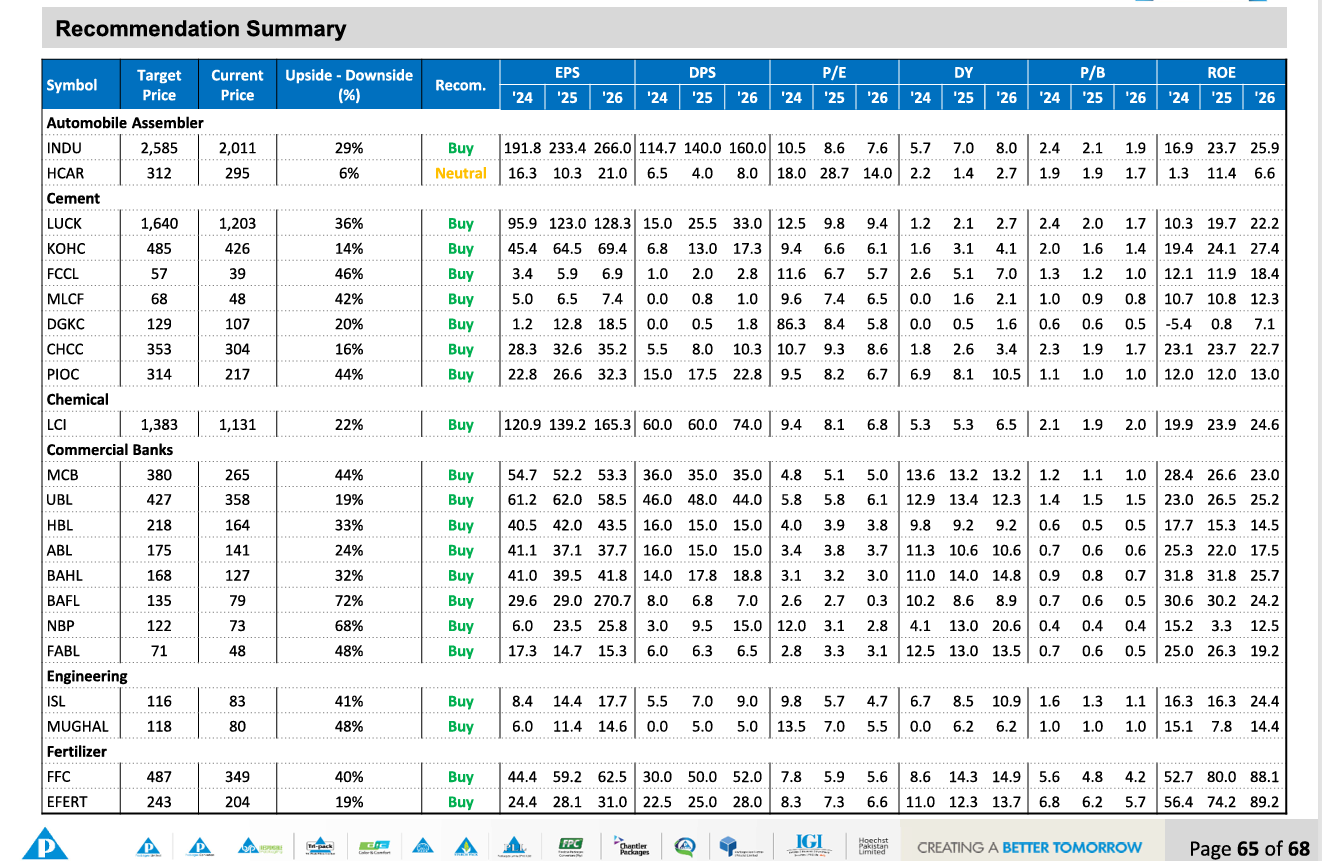 Recommendation Summary
Symbol Target Price Current Price Upside - Downside (%) Recom. EPS DPS P/E DY P/B ROE
'24 '25 '26 '24 '25 '26 '24 '25 '26 '24 '25 '26 '24 '25 '26 '24 '25 '26
Automobile Assembler
INDU 2,585 2,011 29% Buy 191.8 233.4 266.0 114.7 140.0 160.0 10.5 8.6 7.6 5.7 7.0 8.0 2.4 2.1 1.9 16.9 23.7 25.9
HCAR 312 295 6% Neutral 16.3 10.3 21.0 6.5 4.0 8.0 18.0 28.7 14.0 2.2 1.4 2.7 1.9 1.9 1.7 1.3 11.4 6.6
Cement
LUCK 1,640 1,203 36% Buy 95.9 123.0 128.3 15.0 25.5 33.0 12.5 9.8 9.4 1.2 2.1 2.7 2.4 2.0 1.7 10.3 19.7 22.2
KOHC 485 426 14% Buy 45.4 64.5 69.4 6.8 13.0 17.3 9.4 6.6 6.1 1.6 3.1 4.1 2.0 1.6 1.4 19.4 24.1 27.4
FCCL 57 39 46% Buy 3.4 5.9 6.9 1.0 2.0 2.8 11.6 6.7 5.7 2.6 5.1 7.0 1.3 1.2 1.0 12.1 11.9 18.4
MLCF 68 48 42% Buy 5.0 6.5 7.4 0.0 0.8 1.0 9.6 7.4 6.5 0.0 1.6 2.1 1.0 0.9 0.8 10.7 10.8 12.3
DGKC 129 107 20% Buy 1.2 12.8 18.5 0.0 0.5 1.8 86.3 8.4 5.8 0.0 0.5 1.6 0.6 0.6 0.5 -5.4 0.8 7.1
CHCC 353 304 16% Buy 28.3 32.6 35.2 5.5 8.0 10.3 10.7 9.3 8.6 1.8 2.6 3.4 2.3 1.9 1.7 23.1 23.7 22.7
PIOC 314 217 44% Buy 22.8 26.6 32.3 15.0 17.5 22.8 9.5 8.2 6.7 6.9 8.1 10.5 1.1 1.0 1.0 12.0 12.0 13.0
Chemical
LCI 1,383 1,131 22% Buy 120.9 139.2 165.3 60.0 60.0 74.0 9.4 8.1 6.8 5.3 5.3 6.5 2.1 1.9 2.0 19.9 23.9 24.6
Commercial Banks
MCB 380 265 44% Buy 54.7 52.2 53.3 36.0 35.0 35.0 4.8 5.1 5.0 13.6 13.2 13.2 1.2 1.1 1.0 28.4 26.6 23.0
UBL 427 358 19% Buy 61.2 62.0 58.5 46.0 48.0 44.0 5.8 5.8 6.1 12.9 13.4 12.3 1.4 1.5 1.5 23.0 26.5 25.2
HBL 218 164 33% Buy 40.5 42.0 43.5 16.0 15.0 15.0 4.0 3.9 3.8 9.8 9.2 9.2 0.6 0.5 0.5 17.7 15.3 14.5
ABL 175 141 24% Buy 41.1 37.1 37.7 16.0 15.0 15.0 3.4 3.8 3.7 11.3 10.6 10.6 0.7 0.6 0.6 25.3 22.0 17.5
BAHL 168 127 32% Buy 41.0 39.5 41.8 14.0 17.8 18.8 3.1 3.2 3.0 11.0 14.0 14.8 0.9 0.8 0.7 31.8 31.8 25.7
BAFL 135 79 72% Buy 29.6 29.0 270.7 8.0 6.8 7.0 2.6 2.7 0.3 10.2 8.6 8.9 0.7 0.6 0.5 30.6 30.2 24.2
NBP 122 73 68% Buy 6.0 23.5 25.8 3.0 9.5 15.0 12.0 3.1 2.8 4.1 13.0 20.6 0.4 0.4 0.4 15.2 3.3 12.5
FABL 71 48 48% Buy 17.3 14.7 15.3 6.0 6.3 6.5 2.8 3.3 3.1 12.5 13.0 13.5 0.7 0.6 0.5 25.0 26.3 19.2
Engineering
ISL 116 83 41% Buy 8.4 14.4 17.7 5.5 7.0 9.0 9.8 5.7 4.7 6.7 8.5 10.9 1.6 1.3 1.1 16.3 16.3 24.4
MUGHAL 118 80 48% Buy 6.0 11.4 14.6 0.0 5.0 5.0 13.5 7.0 5.5 0.0 6.2 6.2 1.0 1.0 1.0 15.1 7.8 14.4
Fertilizer
FFC 487 349 40% Buy 44.4 59.2 62.5 30.0 50.0 52.0 7.8 5.9 5.6 8.6 14.3 14.9 5.6 4.8 4.2 52.7 80.0 88.1
EFERT 243 204 19% Buy 24.4 28.1 31.0 22.5 25.0 28.0 8.3 7.3 6.6 11.0 12.3 13.7 6.8 6.2 5.7 56.4 74.2 89.2
P Tri-pack FPC Chantler Packages IGI Hoechst Pakistan Limited CREATING A BETTER TOMORROW Page 65 of 68